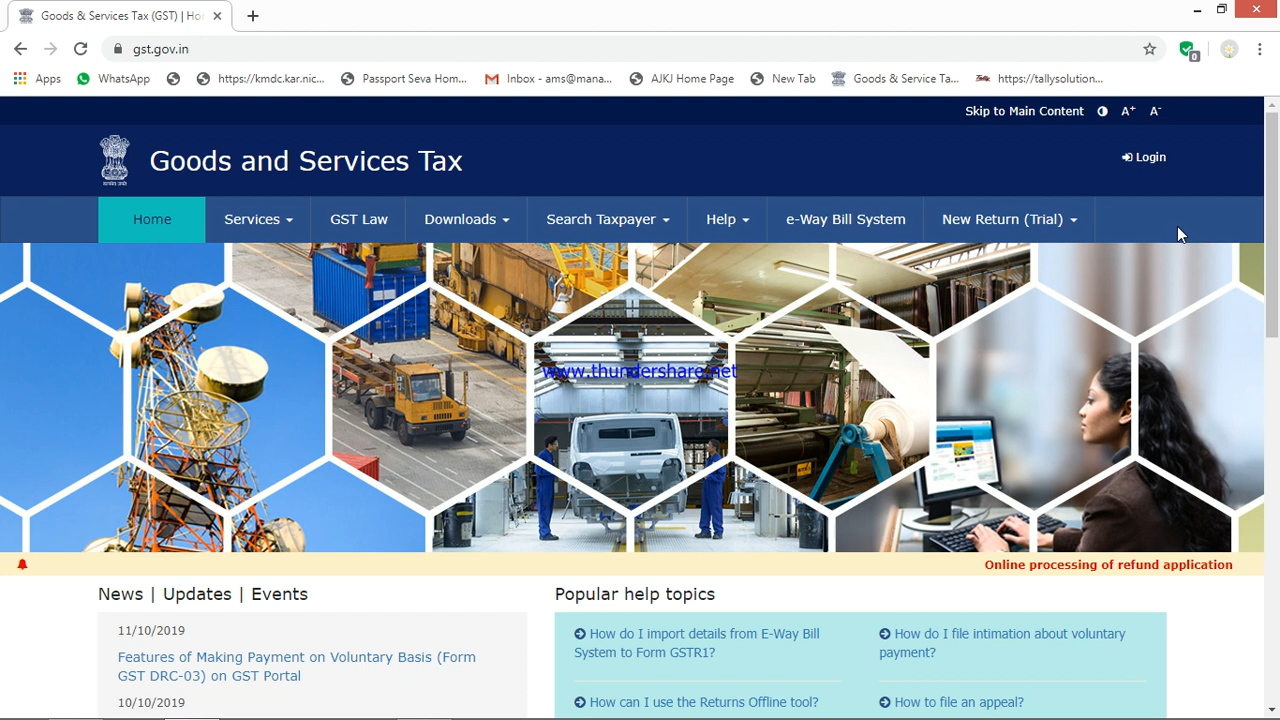 Goods & Services Tax (GST) | Ho
gst.gov.in
0
Apps WhatsApp https://kmdc.kar.nic... Passport Seva Hom... Inbox - ams@mana... AJKJ Home Page New Tab Goods & Service Ta... https://tallysolution...
Skip to Main Content A+ A-
Goods and Services Tax
Login
Home Services GST Law Downloads Search Taxpayer Help e-Way Bill System New Return (Trial)
www.thundershare.net
Online processing of refund application
News | Updates | Events
Popular help topics
11/10/2019
Features of Making Payment on Voluntary Basis (Form
GST DRC-03) on GST Portal
10/10/2019
How do I import details from E-Way Bill
System to Form GSTR1?
How do I file intimation about voluntary
payment?
How can I use the Returns Offline tool?
How to file an appeal?